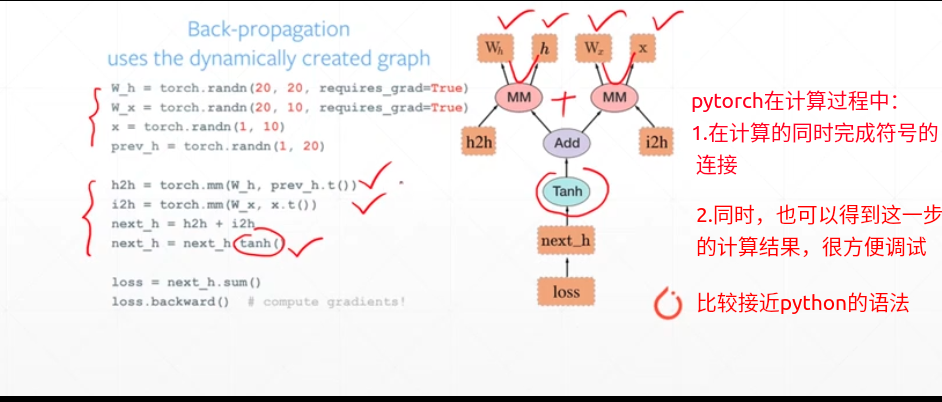 Back-propagation
uses the dynamically created graph
W_h = torch.randn(20, 20, requires_grad=True)
W_x = torch.randn(20, 10, requires_grad=True)
x = torch.randn(1, 10)
prev_h = torch.randn(1, 20)
h2h = torch.mm(W_h, prev_h.t())
i2h = torch.mm(W_x, x.t())
next_h = h2h + i2h
next_h = next_h.tanh()
loss = next_h.sum()
loss.backward() # compute gradients!
Wh h Wx x
MM + MM
h2h Add i2h
Tanh
next_h
loss
pytorch在计算过程中:
1.在计算的同时完成符号的
连接
2.同时，也可以得到这一步
的计算结果，很方便调试
比较接近python的语法